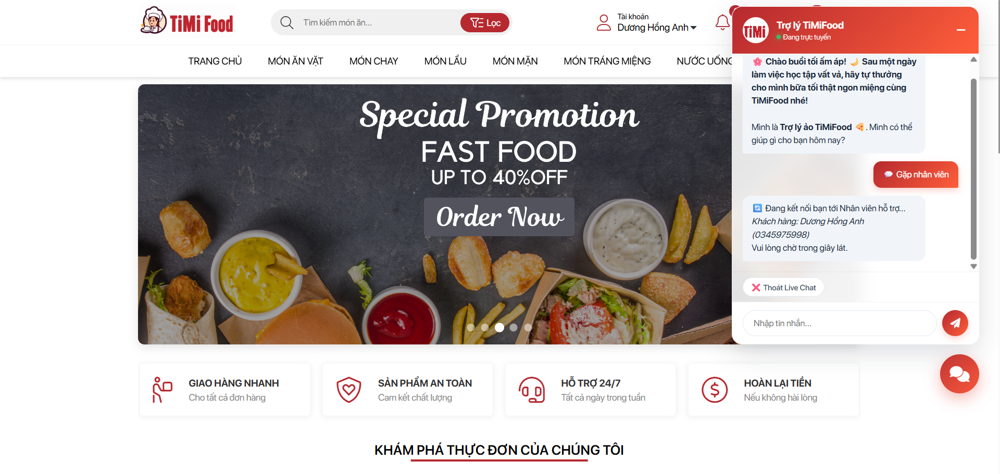 TiMi Food
Tìm kiếm món ăn...
Lọc
Tài khoản
Dương Hồng Anh
TRANG CHỦ
MÓN ĂN VẶT
MÓN CHAY
MÓN LẨU
MÓN MẶN
MÓN TRÁNG MIỆNG
NƯỚC UỐNG
Special Promotion
FAST FOOD
UP TO 40%OFF
Order Now
TiMi
Trợ lý TiMiFood
Đang trực tuyến
🌸 Chào buổi tối ấm áp! 🌙 Sau một ngày
làm việc học tập vất vả, hãy tự thưởng
cho mình bữa tối thật ngon miệng cùng
TiMiFood nhé!
Mình là Trợ lý ảo TiMiFood 🍕. Mình có thể
giúp gì cho bạn hôm nay?
💬 Gặp nhân viên
🔄 Đang kết nối bạn tới Nhân viên hỗ trợ...
Khách hàng: Dương Hồng Anh
(0345975998)
Vui lòng chờ trong giây lát.
❌ Thoát Live Chat
Nhập tin nhắn...
GIAO HÀNG NHANH
Cho tất cả đơn hàng
SẢN PHẨM AN TOÀN
Cam kết chất lượng
HỖ TRỢ 24/7
Tất cả ngày trong tuần
HOÀN LẠI TIỀN
Nếu không hài lòng
KHÁM PHÁ THỰC ĐƠN CỦA CHÚNG TÔI